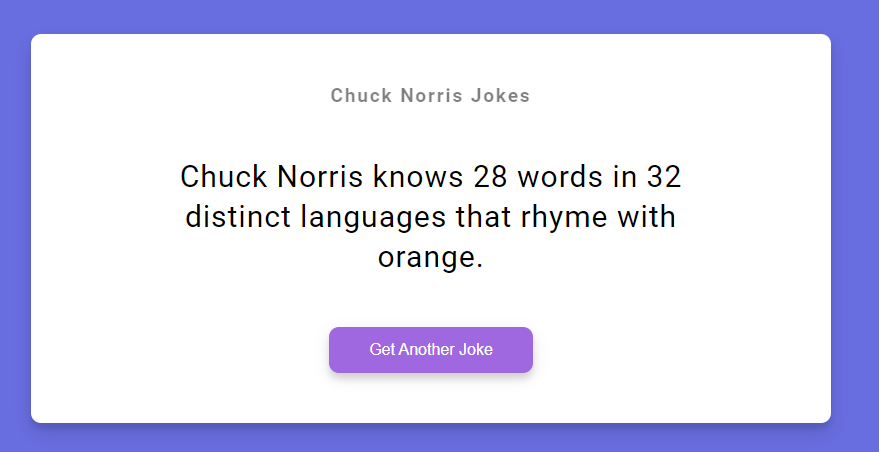 Chuck Norris Jokes
Chuck Norris knows 28 words in 32
distinct languages that rhyme with
orange.
Get Another Joke